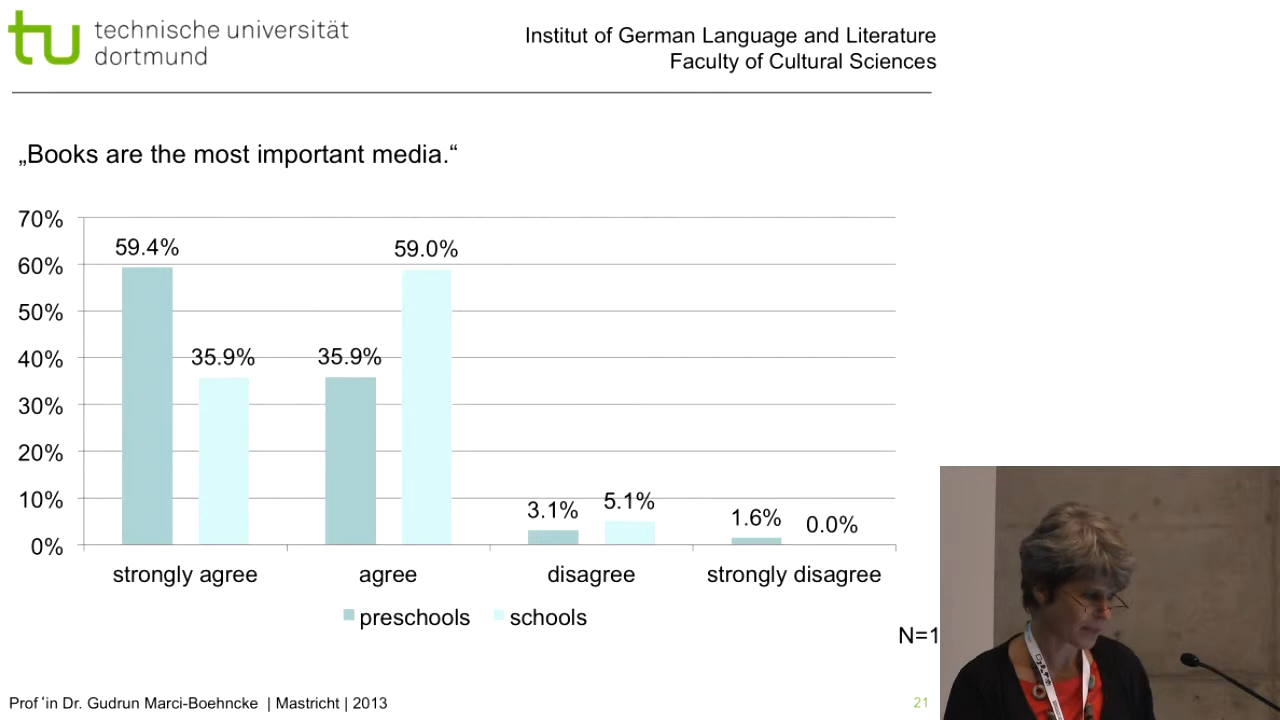 technische universität
dortmund
Institut of German Language and Literature
Faculty of Cultural Sciences
„Books are the most important media.“
70%
60%
50%
40%
30%
20%
10%
0%
59.4%
35.9%
35.9%
59.0%
3.1%
5.1%
1.6%
0.0%
strongly agree
agree
disagree
strongly disagree
preschools
schools
N=1
Prof‘in Dr. Gudrun Marci-Boehncke | Mastricht | 2013
21